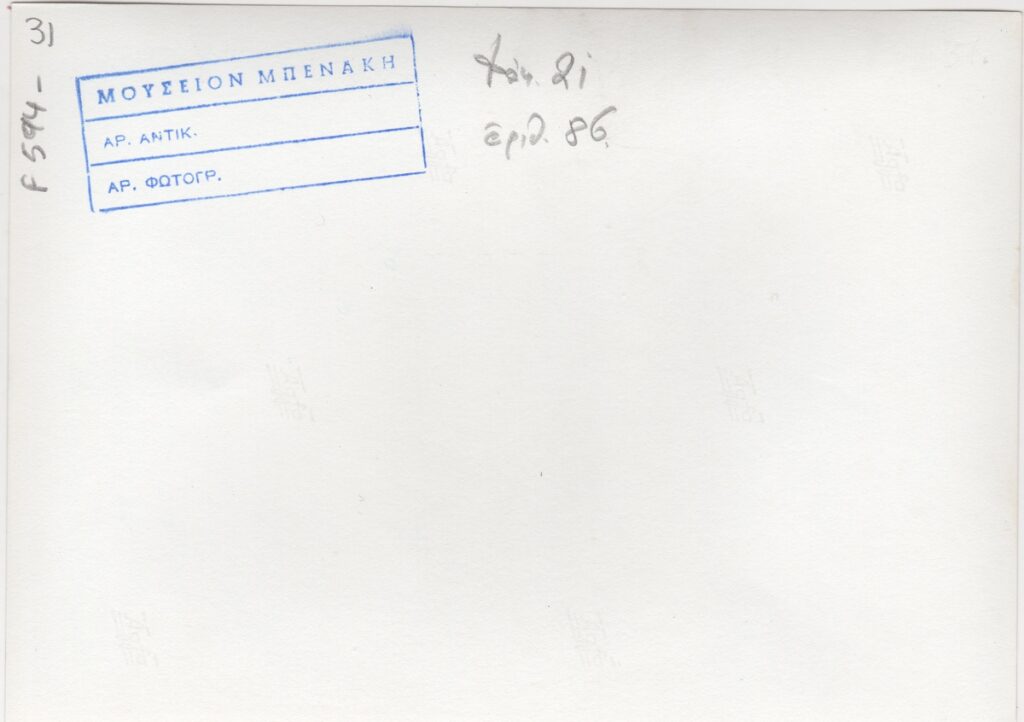 31
F 594 -
ΜΟΥΣΕΙΟΝ ΜΠΕΝΑΚΗ
ΑΡ. ΑΝΤΙΚ.
ΑΡ. ΦΩΤΟΓΡ.
21
ἀριθ. 86